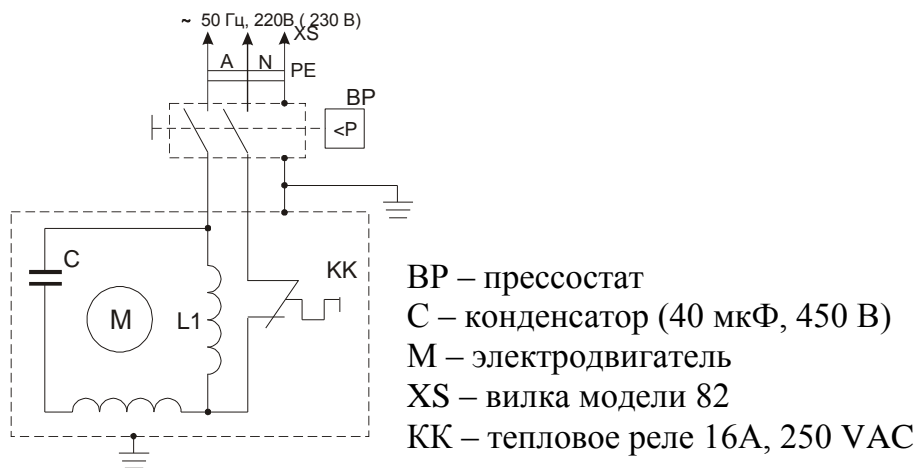 ~ 50 Гц, 220В ( 230 В)
XS
A N PE
BP
<P
C
KK
M
L1
ВР – прессостат
С – конденсатор (40 мкФ, 450 В)
М – электродвигатель
XS – вилка модели 82
КК – тепловое реле 16А, 250 VAC